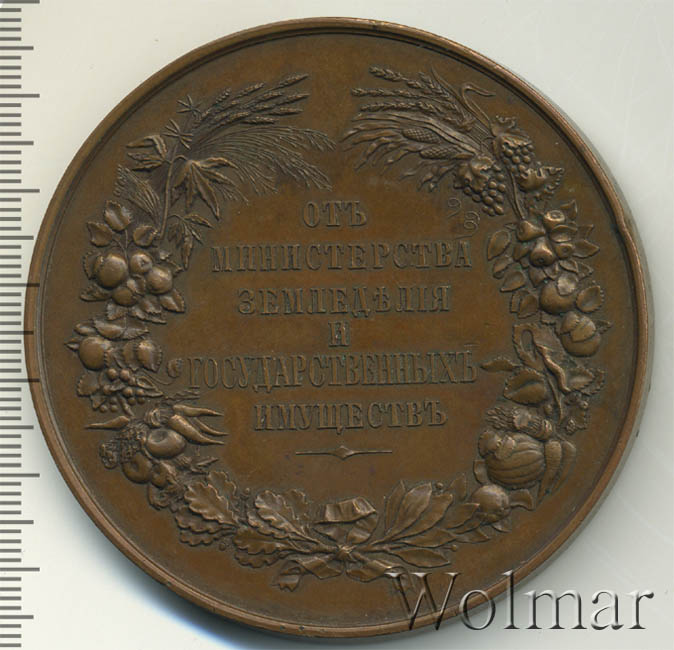 ОТЪ
МИНИСТЕРСТВА
ЗЕМЛЕДѢЛІЯ
И
ГОСУДАРСТВЕННЫХЪ
ИМУЩЕСТВЪ
Wolmar